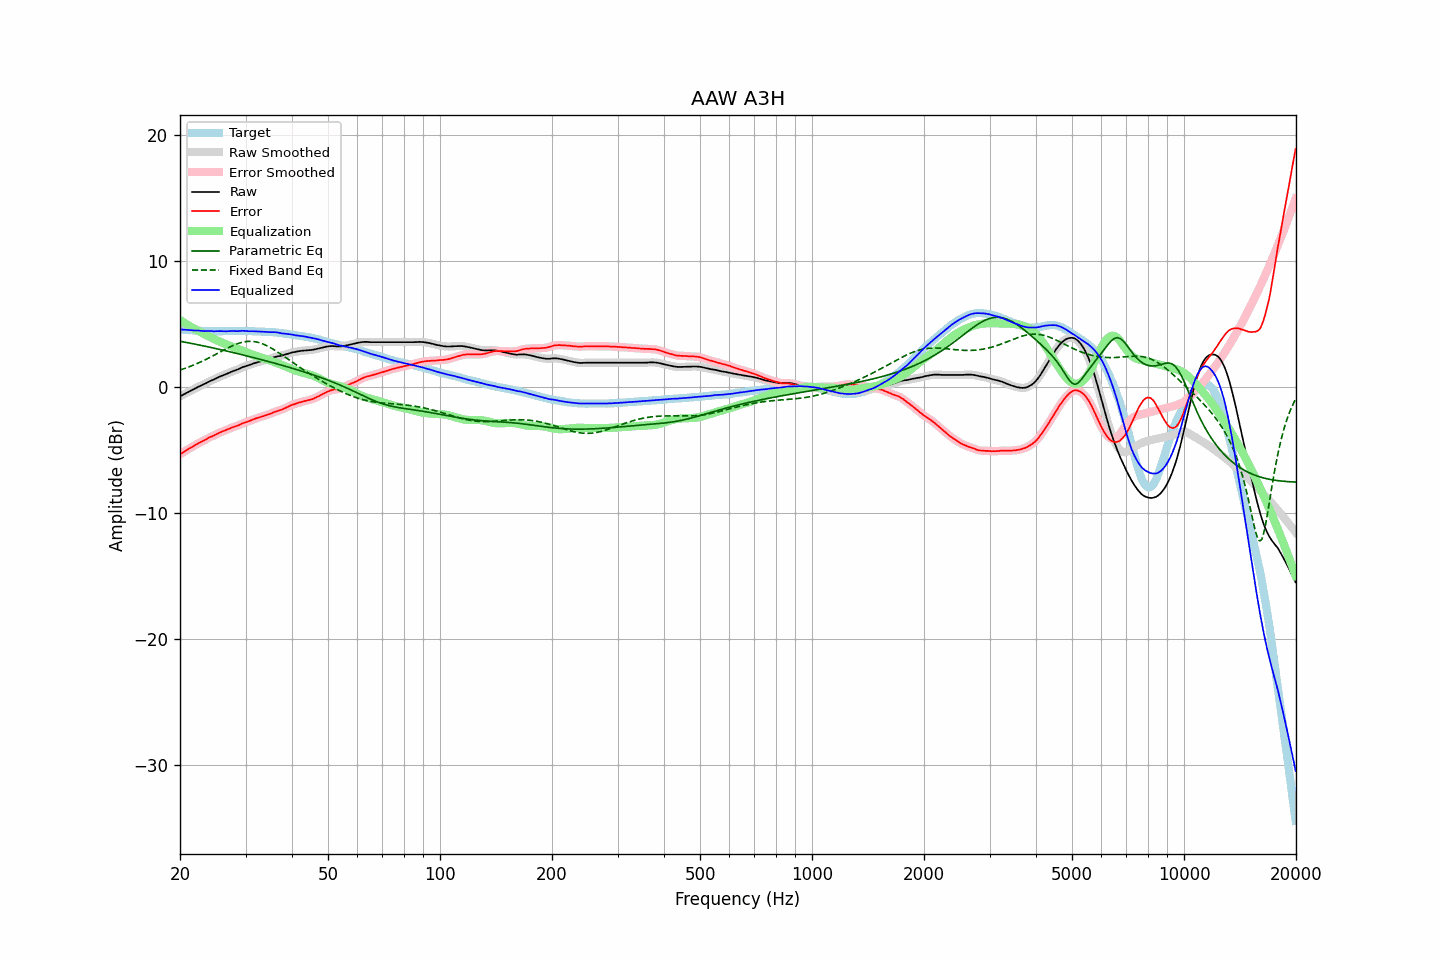 AAW A3H
Target
Raw Smoothed
Error Smoothed
Raw
Error
Equalization
Parametric Eq
Fixed Band Eq
Equalized
20
10
0
−10
−20
−30
Amplitude (dBr)
20 50 100 200 500 1000 2000 5000 10000 20000
Frequency (Hz)